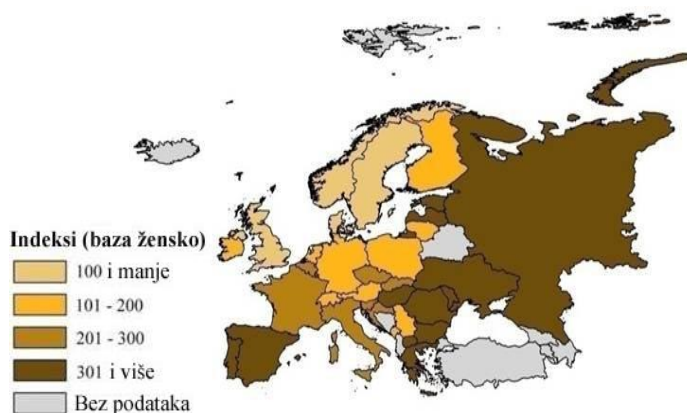 Indeksi (baza žensko)
100 i manje
101 - 200
201 - 300
301 i više
Bez podataka